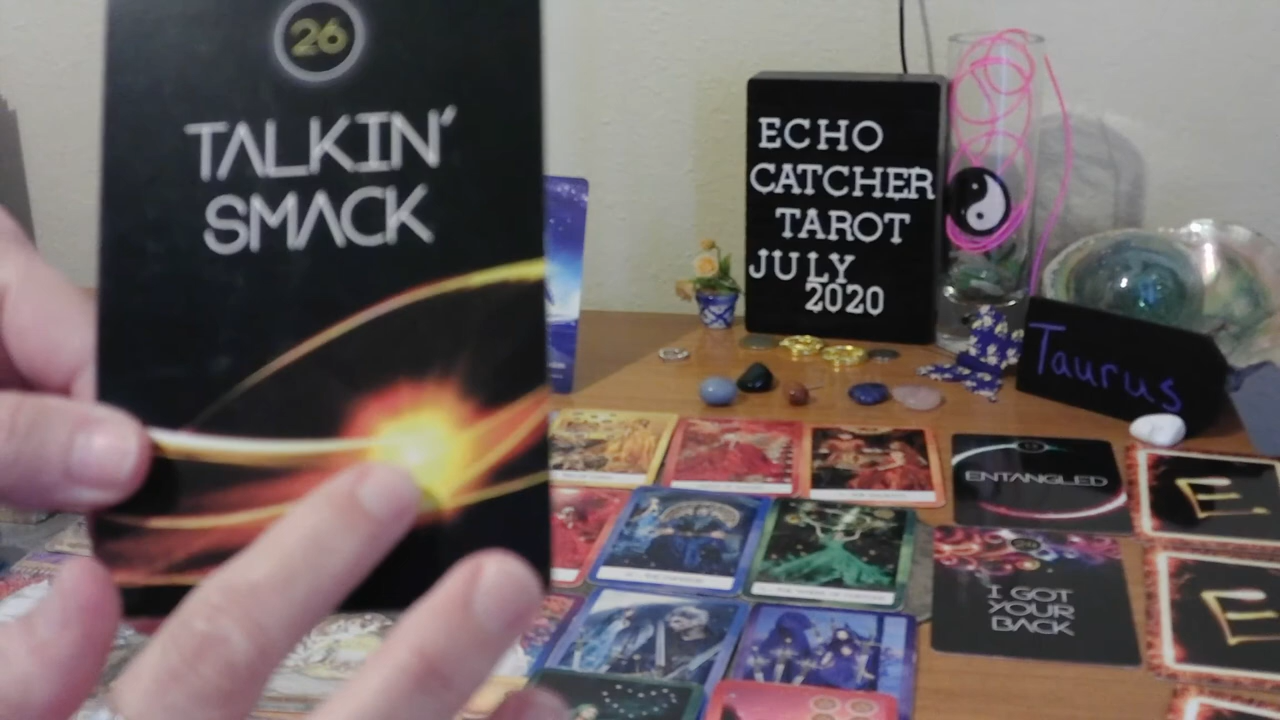 26
TALKIN'
SMACK
ECHO
CATCHER
TAROT
JULY
2020
Taurus
ENTANGLED
I GOT
YOUR
BACK
E
E